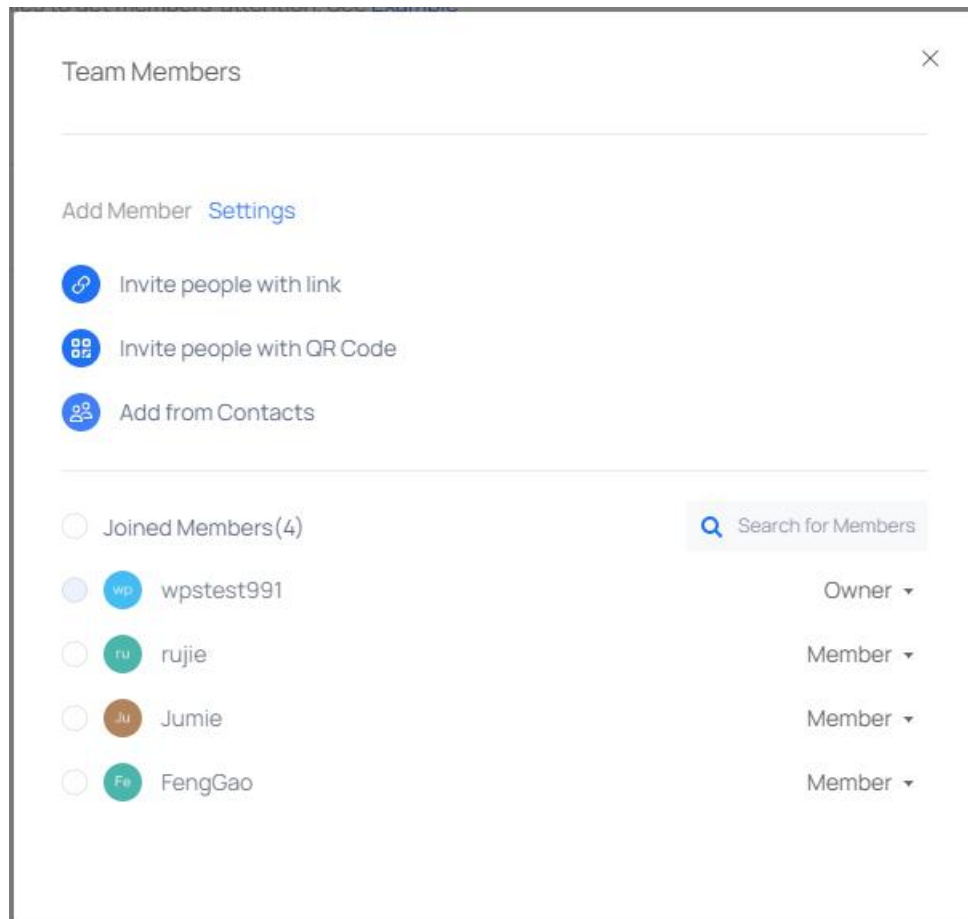 Team Members
Add Member Settings
Invite people with link
Invite people with QR Code
Add from Contacts
Joined Members(4) Search for Members
wp wpstest991 Owner
ru rujie Member
Ju Jumie Member
Fe FengGao Member